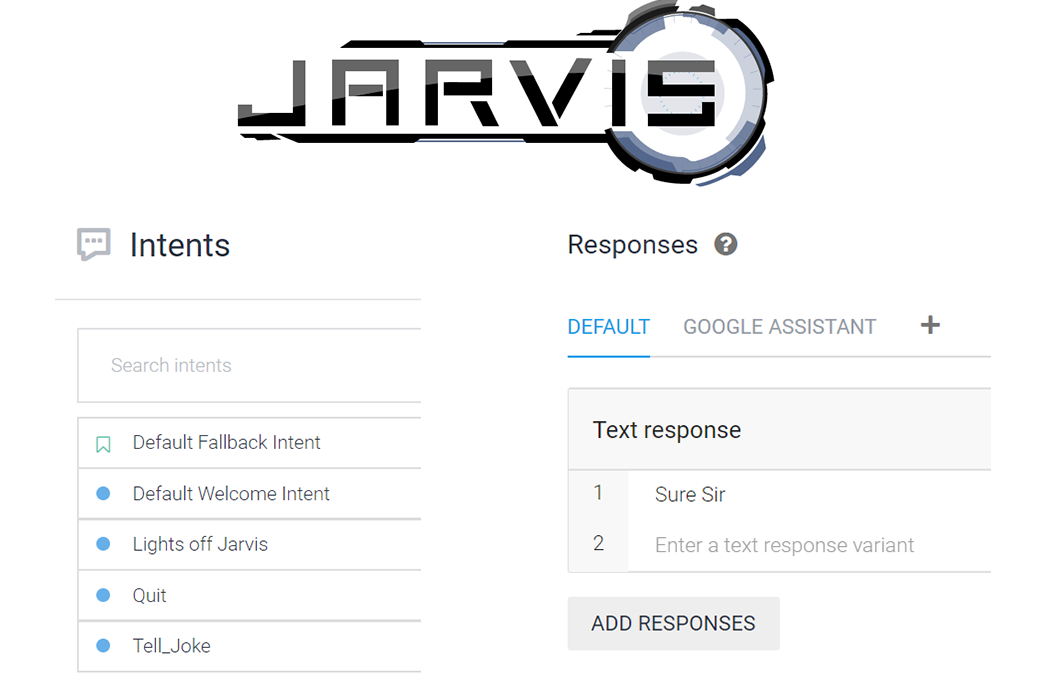 JARVIS
Intents
Search intents
Default Fallback Intent
Default Welcome Intent
Lights off Jarvis
Quit
Tell_Joke
Responses ?
DEFAULT GOOGLE ASSISTANT +
Text response
1 Sure Sir
2 Enter a text response variant
ADD RESPONSES